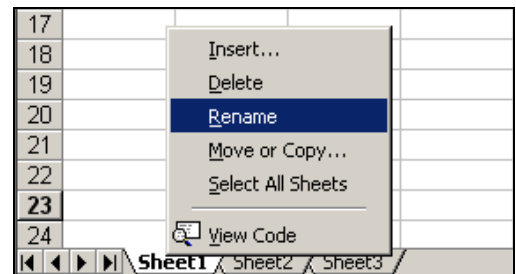 17
18 Insert...
19 Delete
20 Rename
21 Move or Copy...
22 Select All Sheets
23
24 View Code
Sheet1 Sheet2 Sheet3